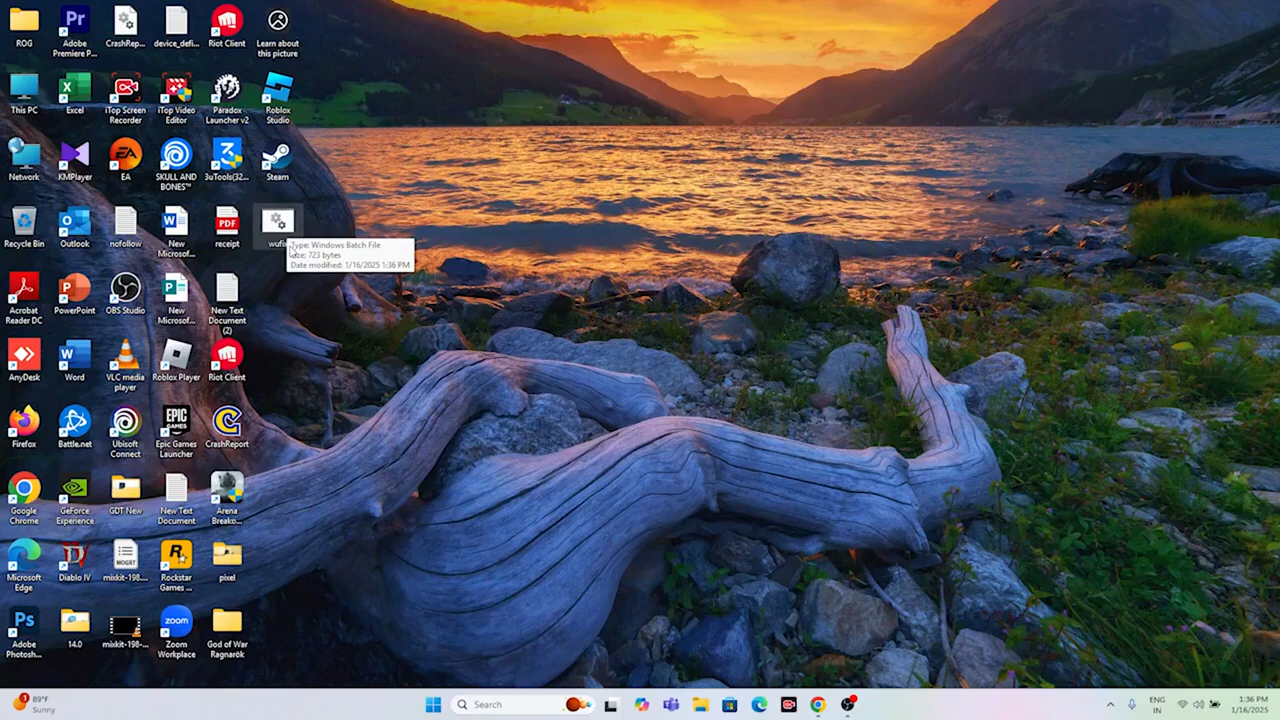 ROG
Adobe
Premiere P...
CrashRep...
device_defi...
Riot Client
Learn about
this picture
This PC
Excel
iTop Screen
Recorder
iTop Video
Editor
Paradox
Launcher v2
Roblox
Studio
Network
KMPlayer
EA
SKULL AND
BONES™
3uTools(32...
Steam
Recycle Bin
Outlook
nofollow
New
Microsof...
receipt
Type: Windows Batch File
Size: 723 bytes
Date modified: 1/16/2025 1:36 PM
Acrobat
Reader DC
PowerPoint
OBS Studio
New
Microsof...
New Text
Document
(2)
AnyDesk
Word
VLC media
player
Roblox Player
Riot Client
Firefox
Battle.net
Ubisoft
Connect
Epic Games
Launcher
CrashReport
Google
Chrome
GeForce
Experience
GDT New
New Text
Document
Arena
Breako...
Microsoft
Edge
Diablo IV
mixkit-198...
Rockstar
Games ...
pixel
Adobe
Photosh...
14.0
mixkit-198-...
Zoom
Workplace
God of War
Ragnarök
89°F
Sunny
Search
ENG
IN
1:36 PM
1/16/2025